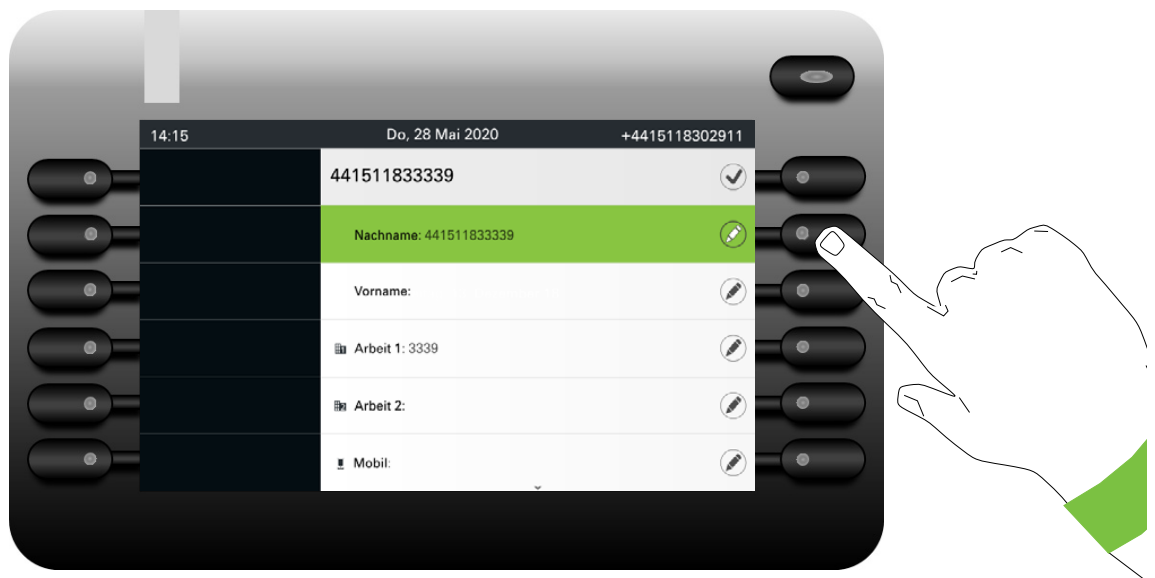 14:15 Do, 28 Mai 2020 +4415118302911
441511833339
Nachname: 441511833339
Vorname:
Arbeit 1: 3339
Arbeit 2:
Mobil: